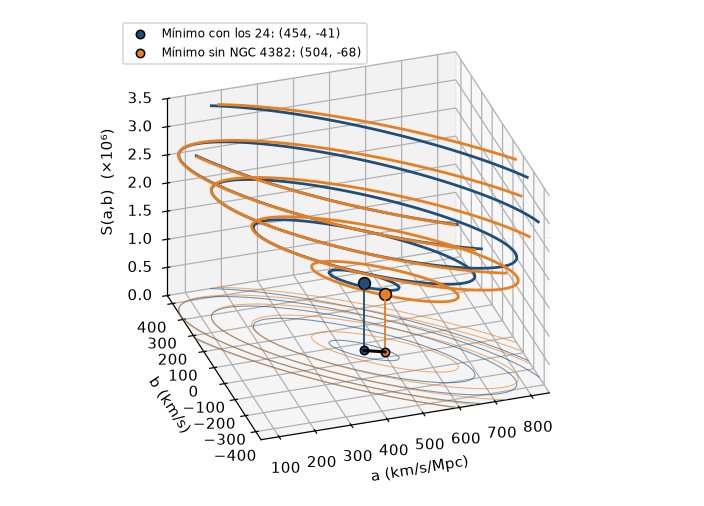 Mínimo con los 24: (454, -41)
Mínimo sin NGC 4382: (504, -68)
S(a,b) (×10⁶)
3.5
3.0
2.5
2.0
1.5
1.0
0.5
0.0
b (km/s)
400
300
200
100
0
−100
−200
−300
−400
100 200 300 400 500 600 700 800
a (km/s/Mpc)